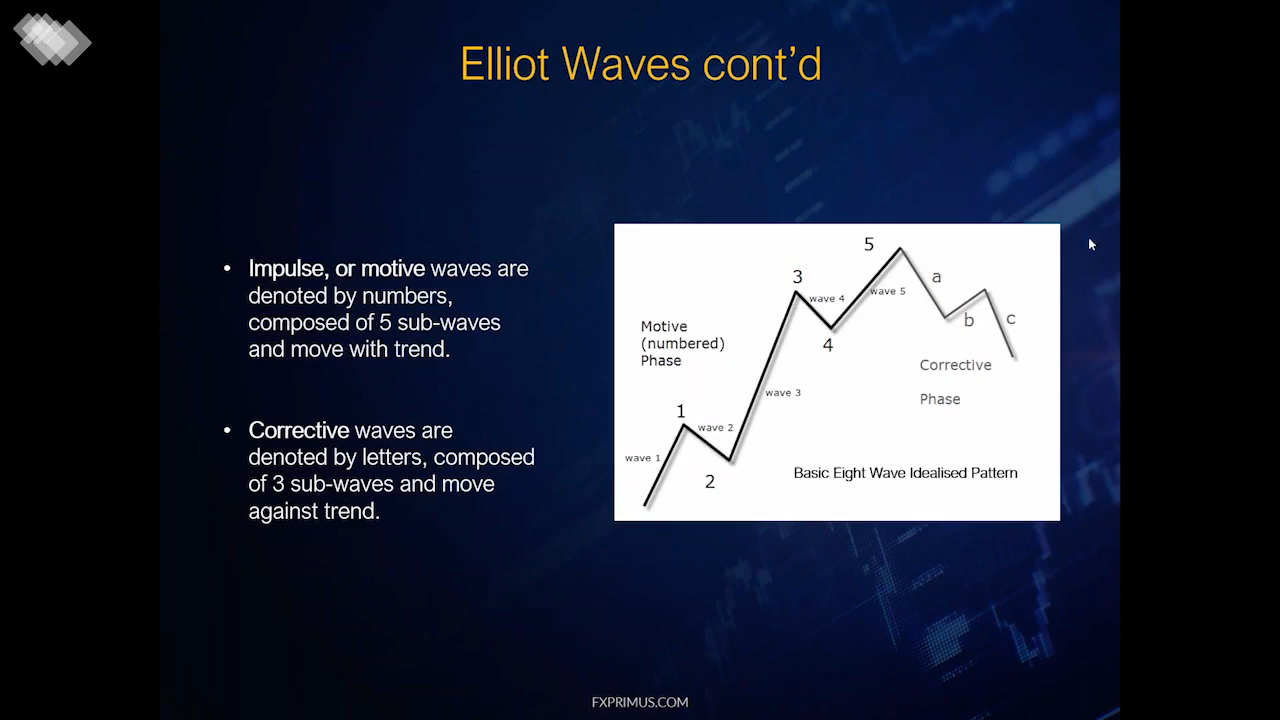 Elliot Waves cont’d
• Impulse, or motive waves are
denoted by numbers,
composed of 5 sub-waves
and move with trend.
• Corrective waves are
denoted by letters, composed
of 3 sub-waves and move
against trend.
5
3
a
wave 4
wave 5
b
c
Motive
(numbered)
Phase
4
Corrective
Phase
wave 3
1
wave 2
wave 1
2
Basic Eight Wave Idealised Pattern
FXPRIMUS.COM